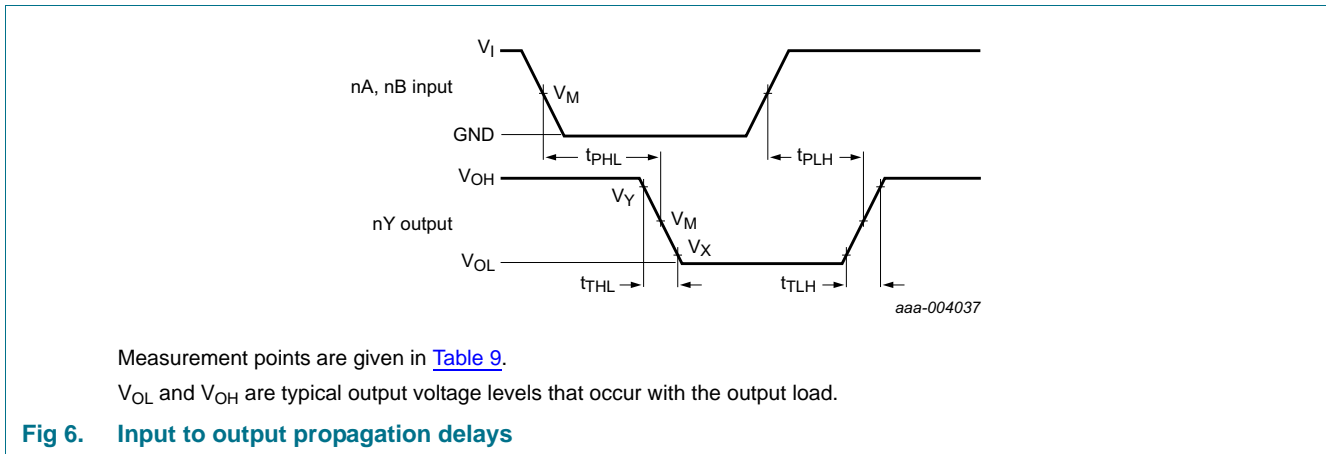 V_I
nA, nB input
V_M
GND
t_PHL
t_PLH
V_OH
V_Y
nY output
V_M
V_X
V_OL
t_THL
t_TLH
aaa-004037
Measurement points are given in Table 9.
V_OL and V_OH are typical output voltage levels that occur with the output load.
Fig 6. Input to output propagation delays